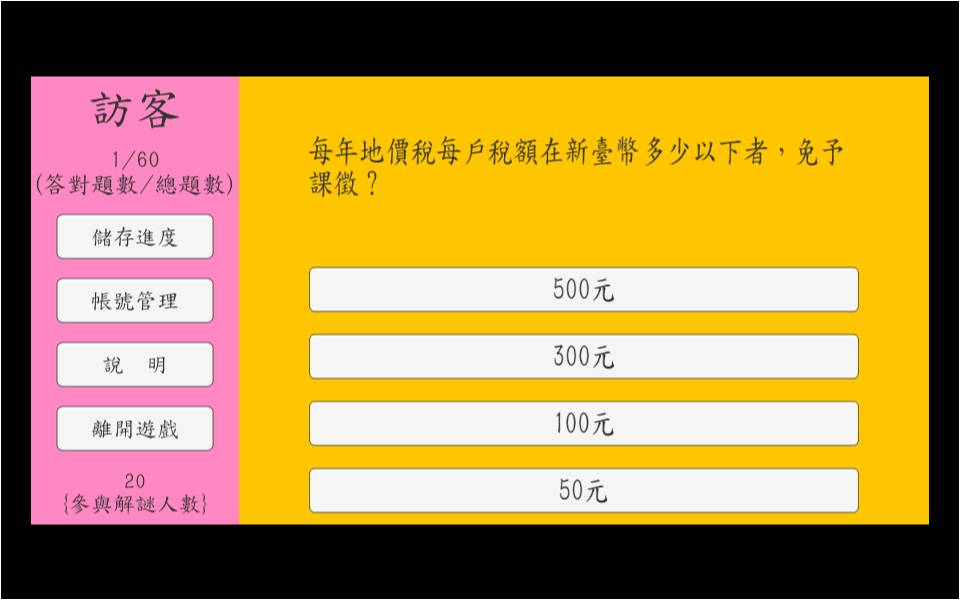 訪客
1/60
(答對題數/總題數)
儲存進度
帳號管理
說 明
離開遊戲
20
{參與解謎人數}
每年地價稅每戶稅額在新臺幣多少以下者，免予
課徵？
500元
300元
100元
50元